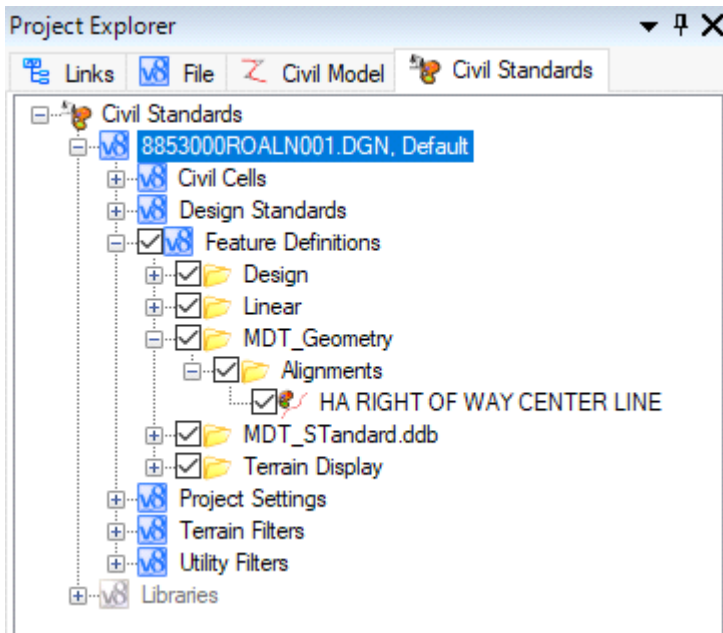 Project Explorer
Links File Civil Model Civil Standards
Civil Standards
8853000ROALN001.DGN, Default
Civil Cells
Design Standards
Feature Definitions
Design
Linear
MDT_Geometry
Alignments
HA RIGHT OF WAY CENTER LINE
MDT_STandard.ddb
Terrain Display
Project Settings
Terrain Filters
Utility Filters
Libraries